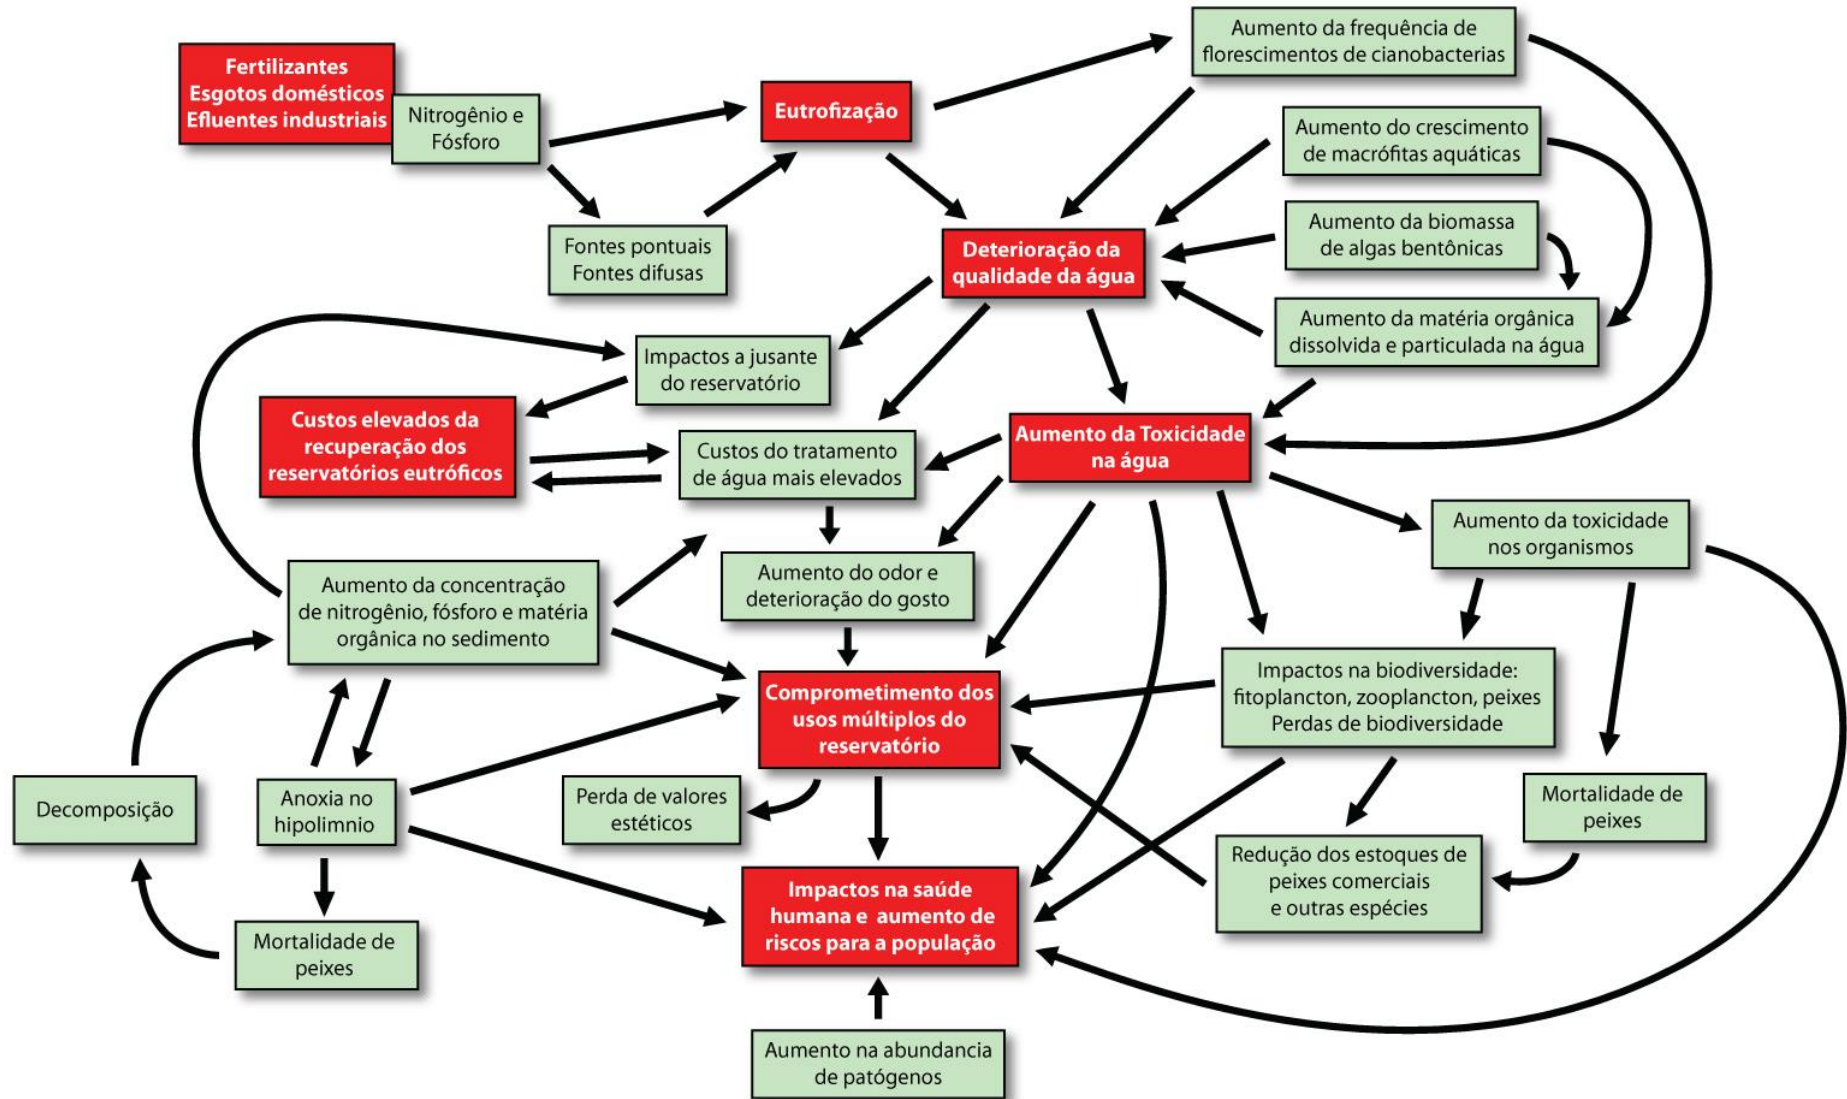 Fertilizantes
Esgotos domésticos
Efluentes industriais
Nitrogênio e
Fósforo
Eutrofização
Aumento da frequência de
florescimentos de cianobacterias
Aumento do crescimento
de macrófitas aquáticas
Fontes pontuais
Fontes difusas
Deterioração da
qualidade da água
Aumento da biomassa
de algas bentônicas
Aumento da matéria orgânica
dissolvida e particulada na água
Impactos a jusante
do reservatório
Custos elevados da
recuperação dos
reservatórios eutróficos
Custos do tratamento
de água mais elevados
Aumento da Toxicidade
na água
Aumento da toxicidade
nos organismos
Aumento da concentração
de nitrogênio, fósforo e matéria
orgânica no sedimento
Aumento do odor e
deterioração do gosto
Comprometimento dos
usos múltiplos do
reservatório
Impactos na biodiversidade:
fitoplancton, zooplancton, peixes
Perdas de biodiversidade
Decomposição
Anoxia no
hipolimnio
Perda de valores
estéticos
Mortalidade de
peixes
Redução dos estoques de
peixes comerciais
e outras espécies
Impactos na saúde
humana e aumento de
riscos para a população
Mortalidade de
peixes
Aumento na abundancia
de patógenos